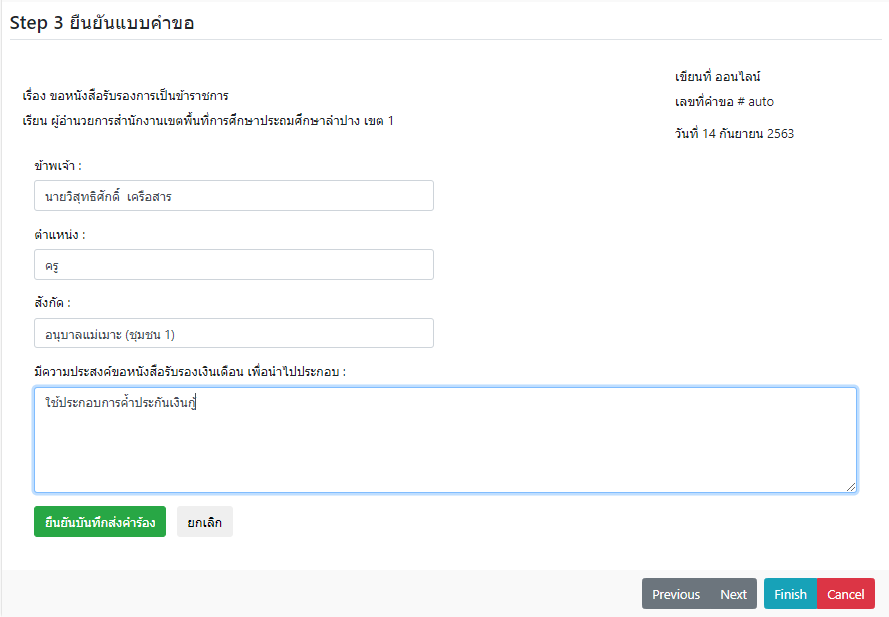 Step 3 ยืนยันแบบคำขอ
เขียนที่ ออนไลน์
เรื่อง ขอหนังสือรับรองการเป็นข้าราชการ
เลขที่คำขอ # auto
เรียน ผู้อำนวยการสำนักงานเขตพื้นที่การศึกษาประถมศึกษาลำปาง เขต 1
วันที่ 14 กันยายน 2563
ข้าพเจ้า :
นายวิสุทธิศักดิ์ เครือสาร
ตำแหน่ง :
ครู
สังกัด :
อนุบาลแม่เมาะ (ชุมชน 1)
มีความประสงค์ขอหนังสือรับรองเงินเดือน เพื่อนำไปประกอบ :
ใช้ประกอบการค้ำประกันเงินกู้
ยืนยันบันทึกส่งคำร้อง ยกเลิก
Previous Next Finish Cancel